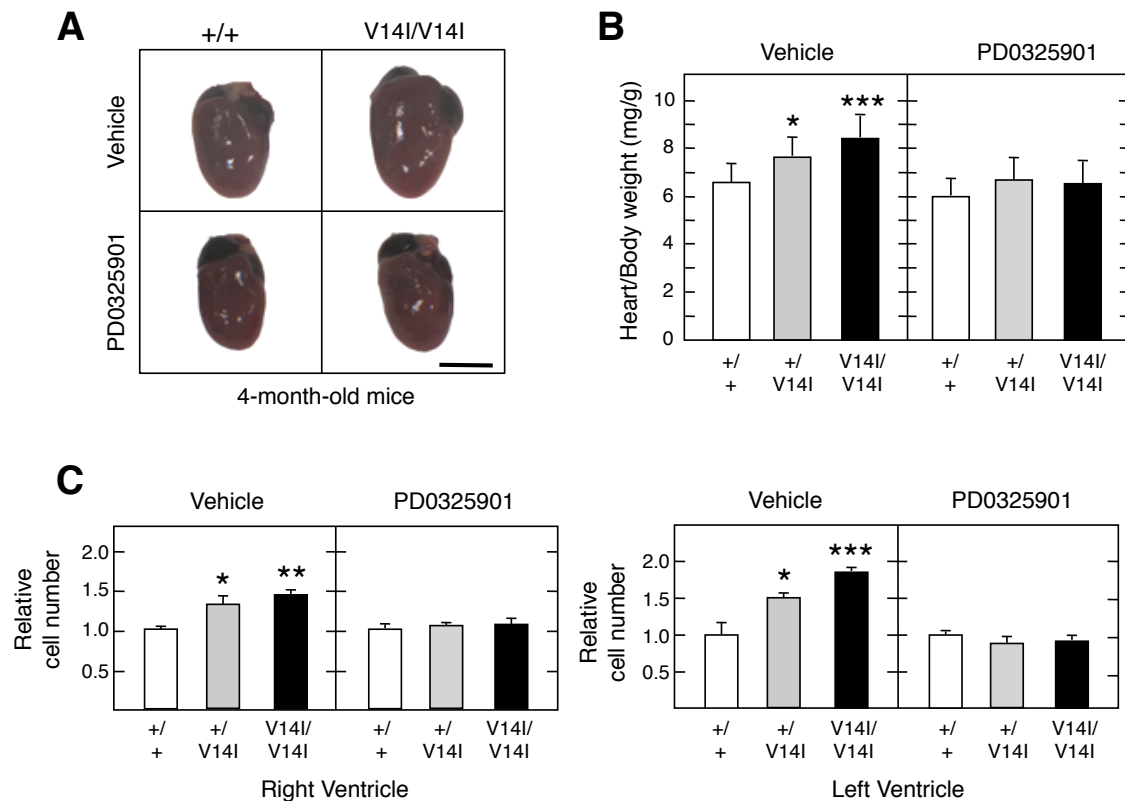 A
+/+ V14I/V14I
Vehicle
PD0325901
4-month-old mice
B
Vehicle PD0325901
Heart/Body weight (mg/g)
10
8
6
4
2
0
* ***
+/+ +/V14I V14I/V14I +/+ +/V14I V14I/V14I
C
Vehicle PD0325901
Relative cell number
2.0
1.5
1.0
0.5
* **
+/+ +/V14I V14I/V14I +/+ +/V14I V14I/V14I
Right Ventricle
Vehicle PD0325901
Relative cell number
2.0
1.5
1.0
0.5
* ***
+/+ +/V14I V14I/V14I +/+ +/V14I V14I/V14I
Left Ventricle